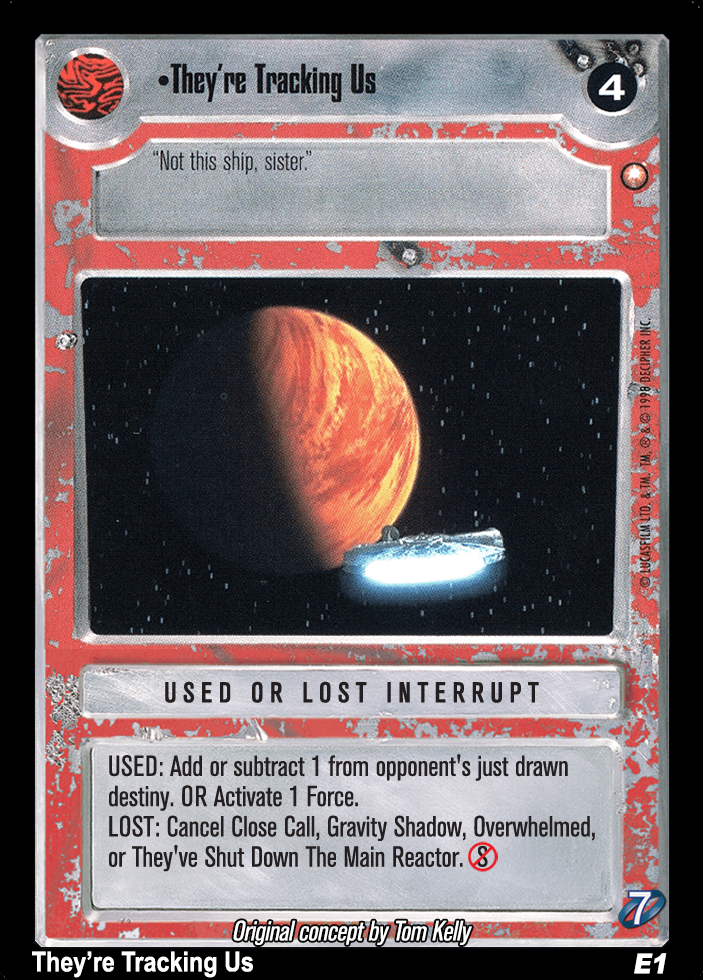 •They're Tracking Us
4
"Not this ship, sister."
© LUCASFILM LTD. & TM. TM, ® & © 1998 DECIPHER INC.
USED OR LOST INTERRUPT
USED: Add or subtract 1 from opponent's just drawn
destiny. OR Activate 1 Force.
LOST: Cancel Close Call, Gravity Shadow, Overwhelmed,
or They've Shut Down The Main Reactor. 8
7
Original concept by Tom Kelly
They're Tracking Us
E1